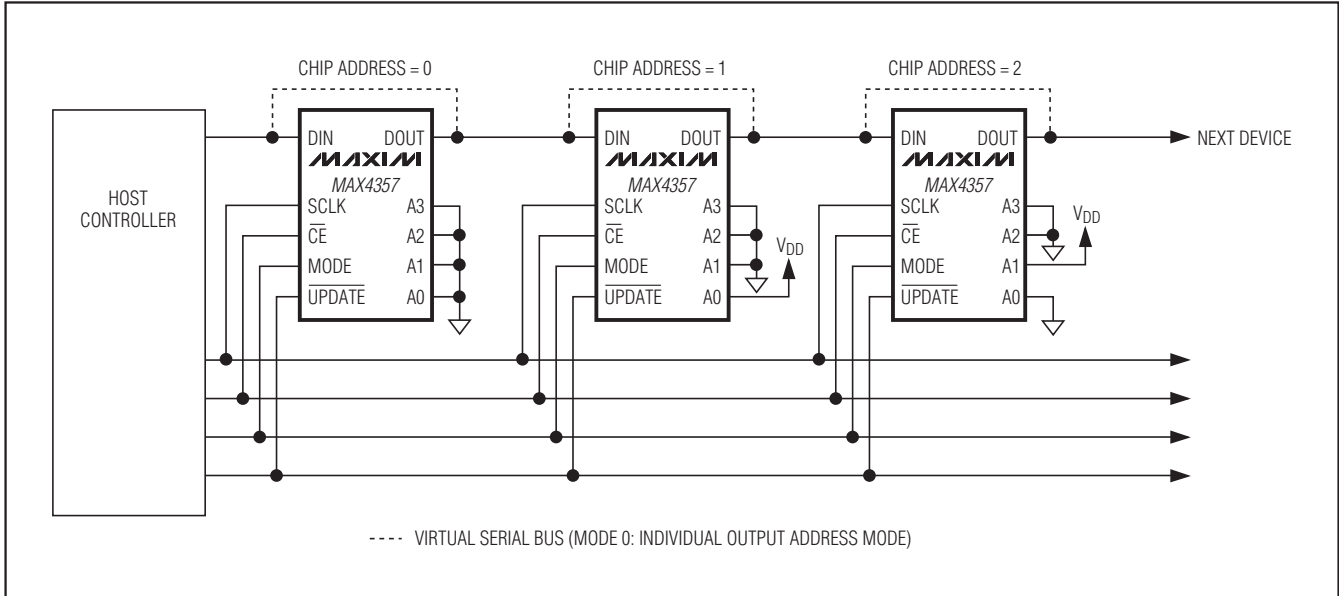 CHIP ADDRESS = 0
CHIP ADDRESS = 1
CHIP ADDRESS = 2
HOST
CONTROLLER
DIN DOUT
MAXIM
MAX4357
SCLK A3
CE A2
MODE A1
UPDATE A0
DIN DOUT
MAXIM
MAX4357
SCLK A3
CE A2
MODE A1
UPDATE A0
VDD
DIN DOUT
MAXIM
MAX4357
SCLK A3
CE A2
MODE A1
UPDATE A0
VDD
NEXT DEVICE
---- VIRTUAL SERIAL BUS (MODE 0: INDIVIDUAL OUTPUT ADDRESS MODE)